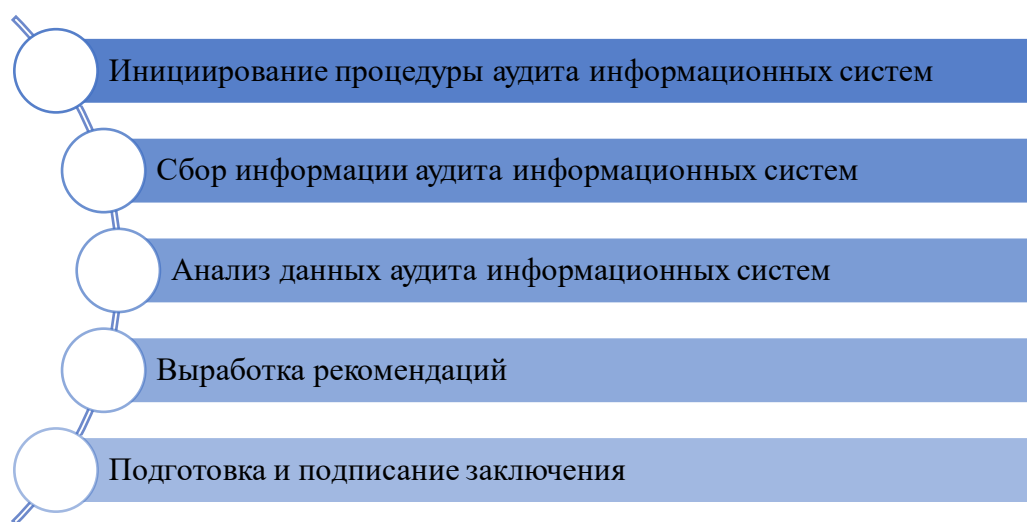 Инициирование процедуры аудита информационных систем
Сбор информации аудита информационных систем
Анализ данных аудита информационных систем
Выработка рекомендаций
Подготовка и подписание заключения